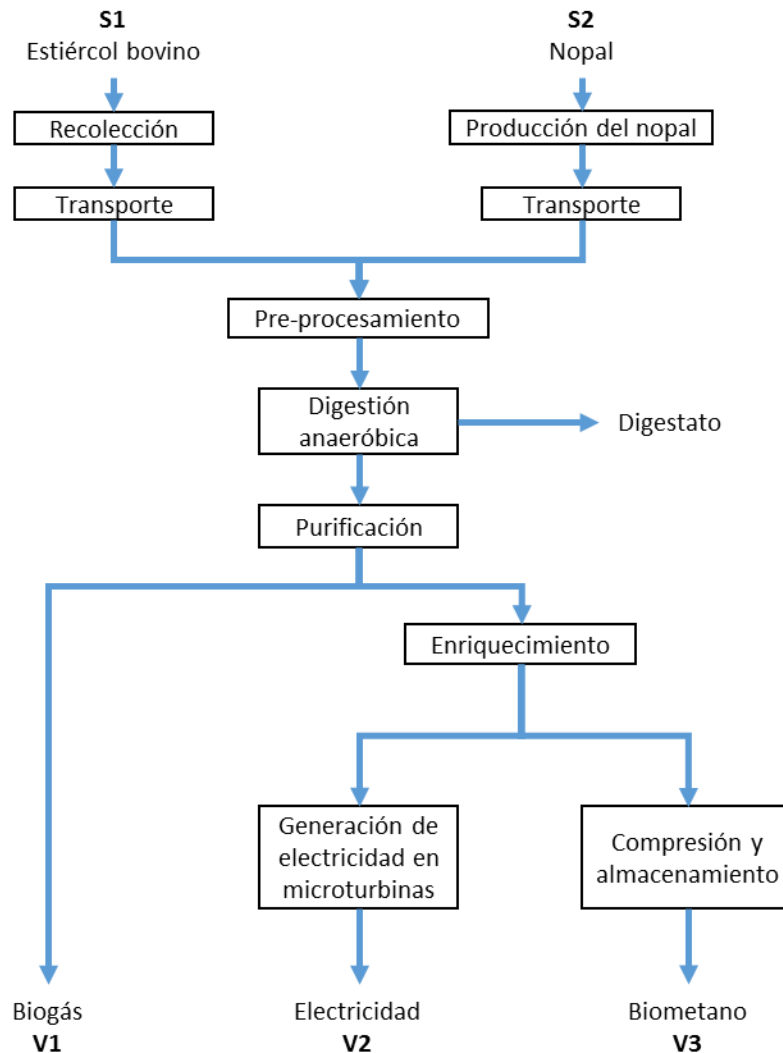 S1
Estiércol bovino
S2
Nopal
Recolección
Producción del nopal
Transporte
Transporte
Pre-procesamiento
Digestión
anaeróbica
Digestato
Purificación
Enriquecimiento
Generación de
electricidad en
microturbinas
Compresión y
almacenamiento
Biogás
V1
Electricidad
V2
Biometano
V3